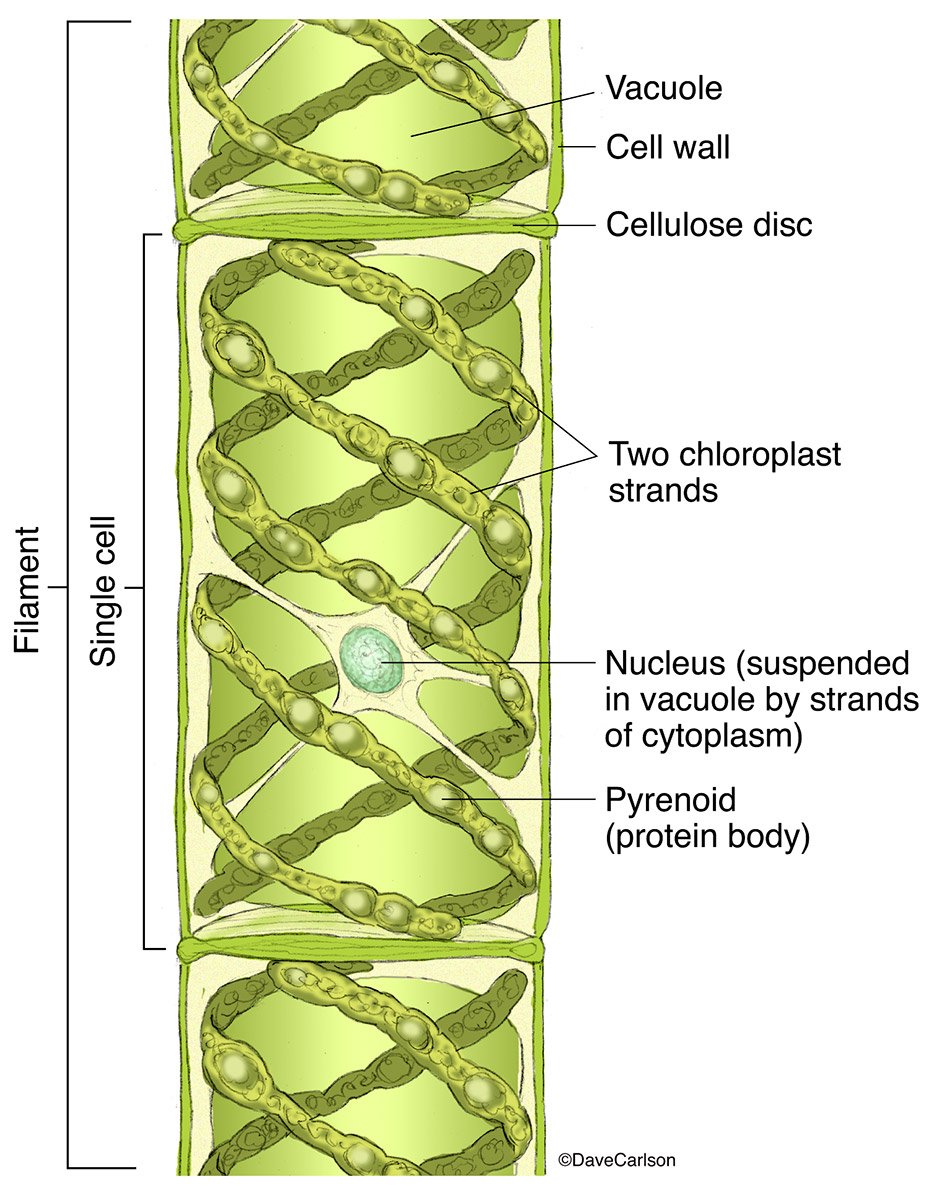 Vacuole
Cell wall
Cellulose disc
Two chloroplast
strands
Filament
Single cell
Nucleus (suspended
in vacuole by strands
of cytoplasm)
Pyrenoid
(protein body)
©DaveCarlson